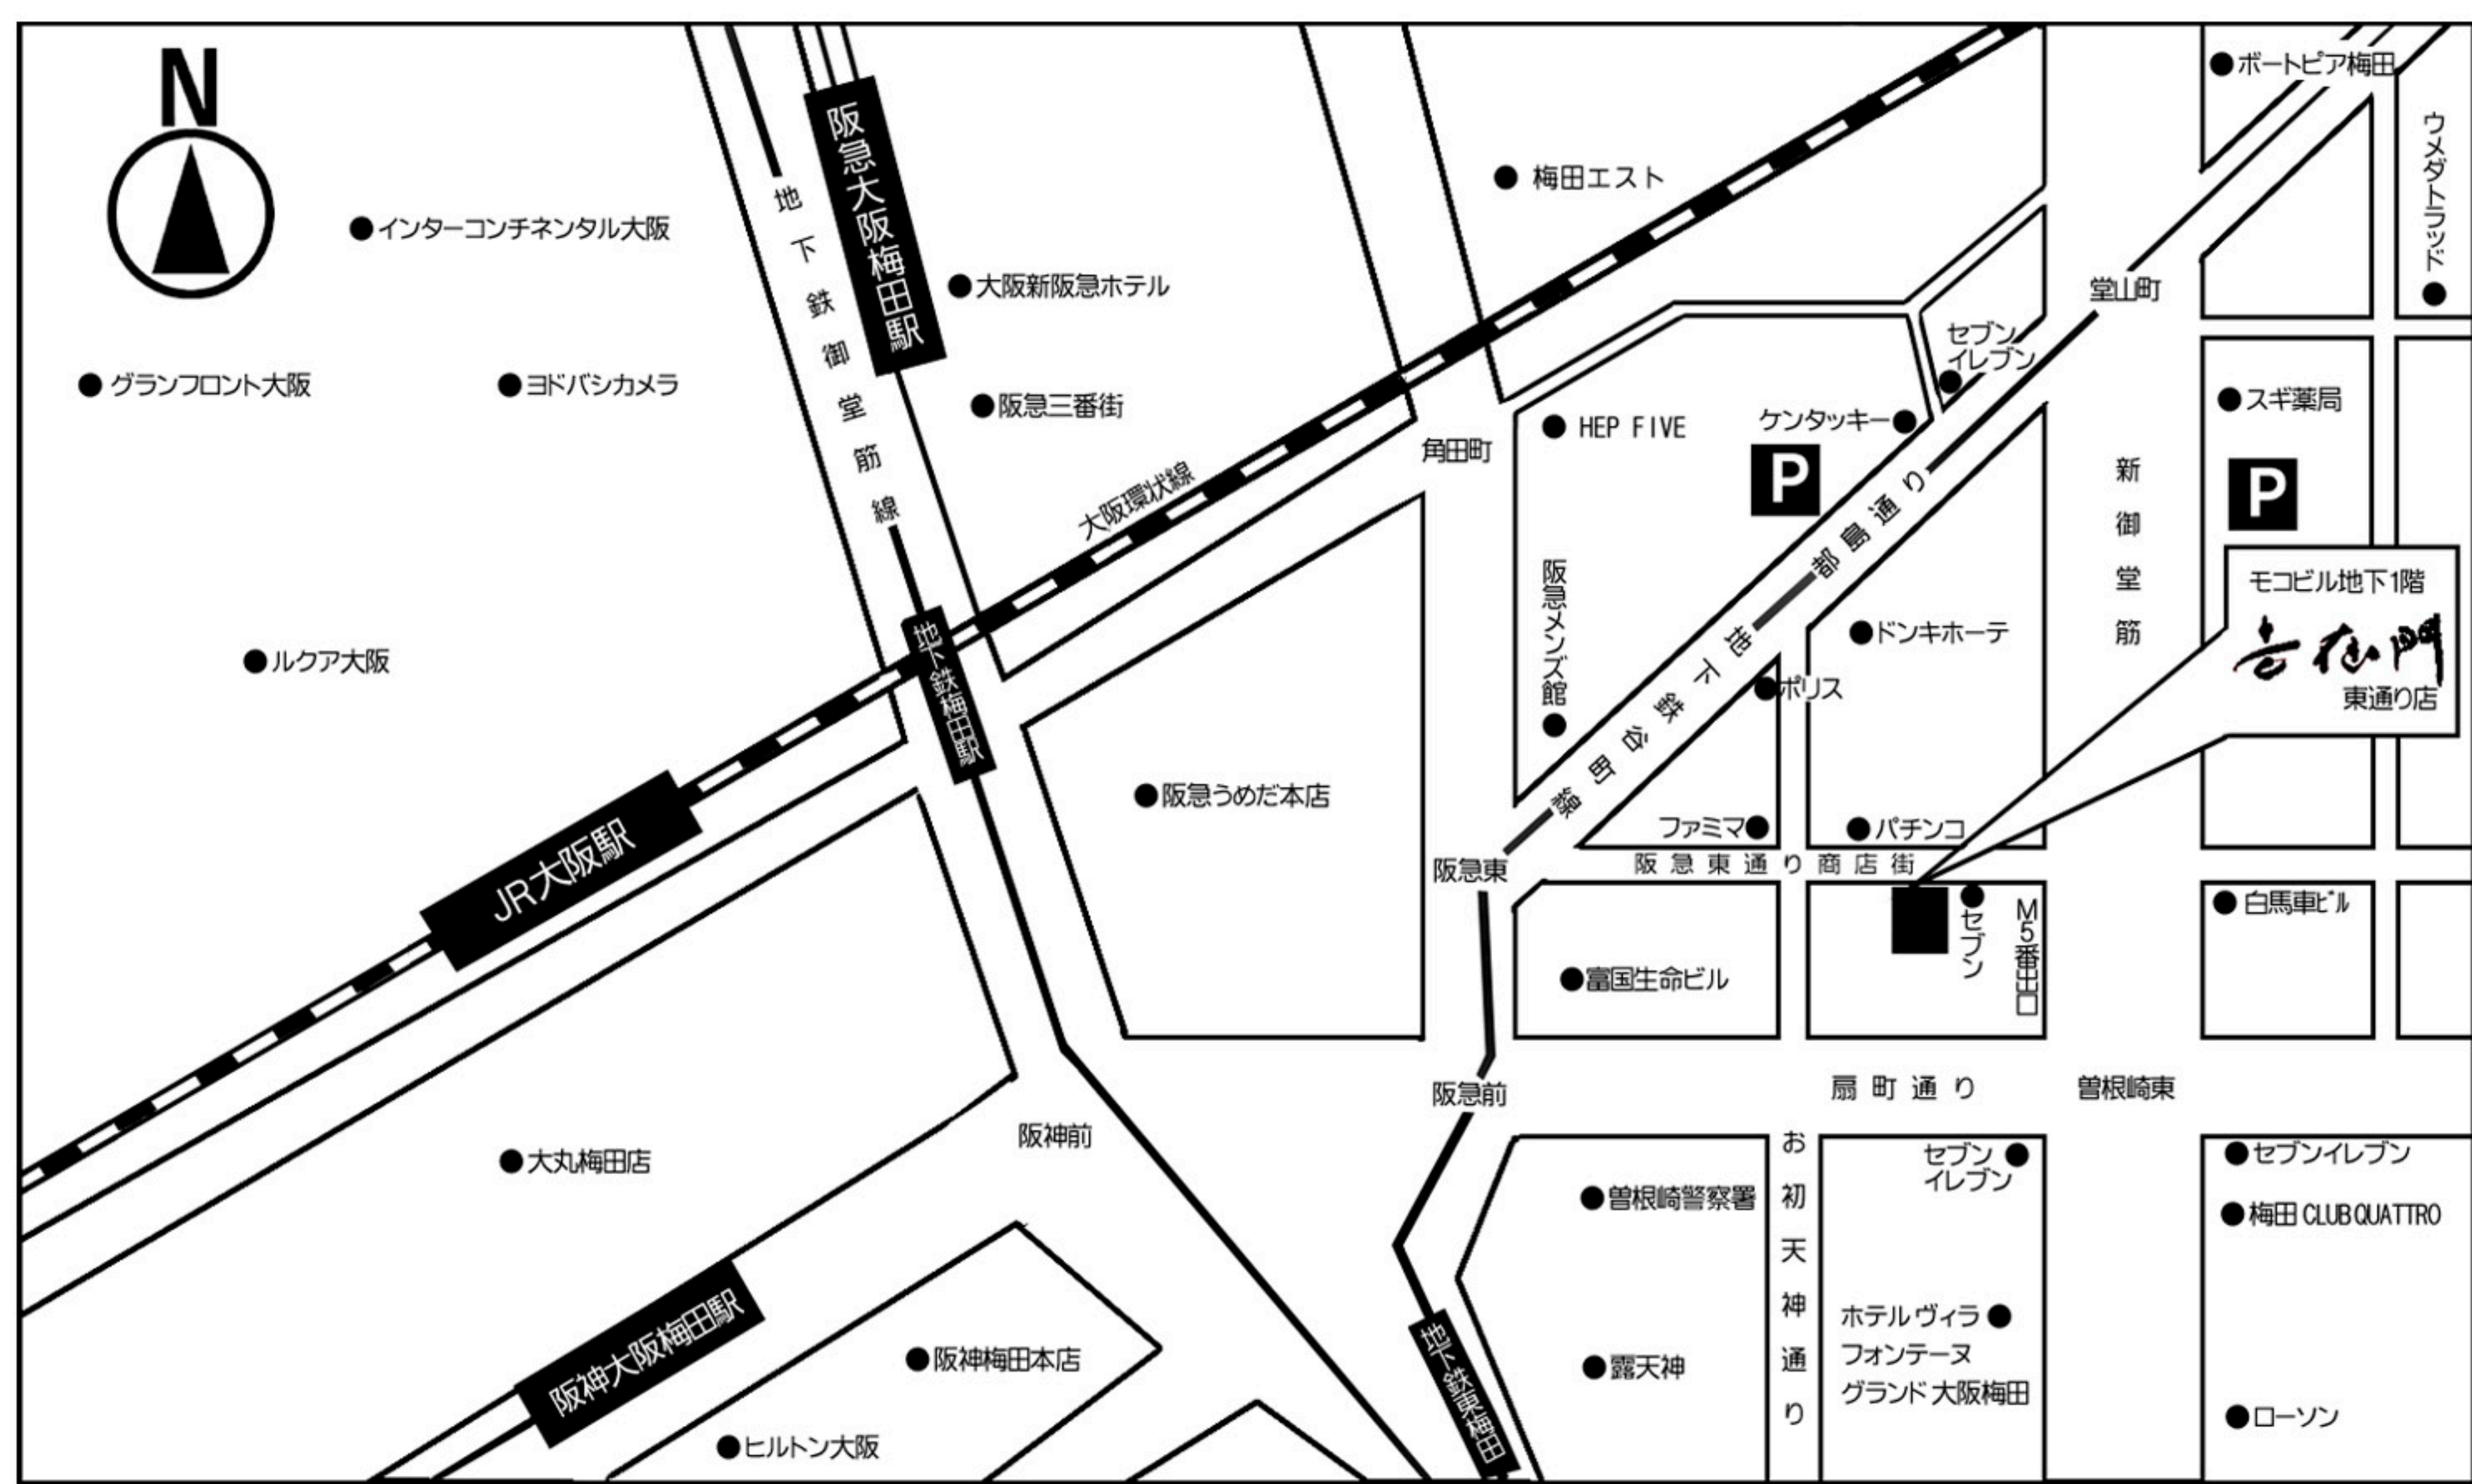 N
ボートピア梅田
ウメダトラッド
阪急大阪梅田駅
地下鉄御堂筋線
梅田エスト
インターコンチネンタル大阪
大阪新阪急ホテル
堂山町
セブン
イレブン
グランフロント大阪
ヨドバシカメラ
阪急三番街
HEP FIVE
ケンタッキー
スギ薬局
角田町
P
P
大阪環状線
都島通り
新御堂筋
モコビル地下1階
東通り店
阪急メンズ館
地下鉄谷町線
ドンキホーテ
ポリス
ルクア大阪
地下鉄梅田駅
阪急うめだ本店
ファミマ
パチンコ
JR大阪駅
阪急東
阪急東通り商店街
セブン
M5番出口
白馬車ビル
富国生命ビル
阪急前
扇町通り
曽根崎東
阪神前
大丸梅田店
お初天神通り
セブン
イレブン
セブンイレブン
曽根崎警察署
梅田 CLUB QUATTRO
阪神大阪梅田駅
阪神梅田本店
地下鉄東梅田
露天神
ホテル ヴィラ
フォンテーヌ
グランド 大阪梅田
ローソン
ヒルトン大阪